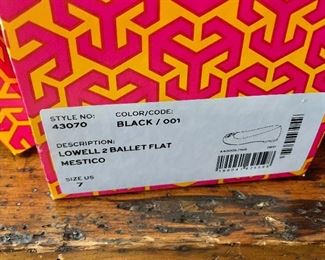 STYLE NO: COLOR/CODE:
43070 BLACK / 001
DESCRIPTION:
LOWELL 2 BALLET FLAT
MESTICO
SIZE US
7